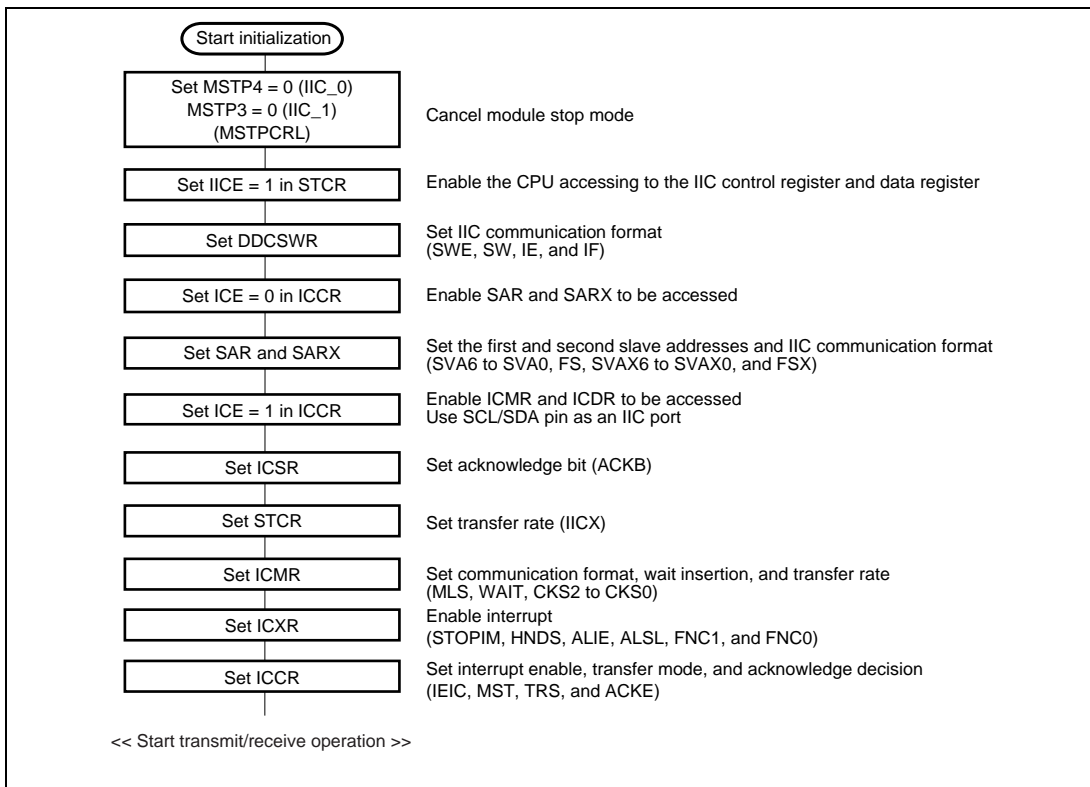 Start initialization
Set MSTP4 = 0 (IIC_0)
MSTP3 = 0 (IIC_1)
(MSTPCRL)
Cancel module stop mode
Set IICE = 1 in STCR
Enable the CPU accessing to the IIC control register and data register
Set DDCSWR
Set IIC communication format
(SWE, SW, IE, and IF)
Set ICE = 0 in ICCR
Enable SAR and SARX to be accessed
Set SAR and SARX
Set the first and second slave addresses and IIC communication format
(SVA6 to SVA0, FS, SVAX6 to SVAX0, and FSX)
Set ICE = 1 in ICCR
Enable ICMR and ICDR to be accessed
Use SCL/SDA pin as an IIC port
Set ICSR
Set acknowledge bit (ACKB)
Set STCR
Set transfer rate (IICX)
Set ICMR
Set communication format, wait insertion, and transfer rate
(MLS, WAIT, CKS2 to CKS0)
Set ICXR
Enable interrupt
(STOPIM, HNDS, ALIE, ALSL, FNC1, and FNC0)
Set ICCR
Set interrupt enable, transfer mode, and acknowledge decision
(IEIC, MST, TRS, and ACKE)
<< Start transmit/receive operation >>